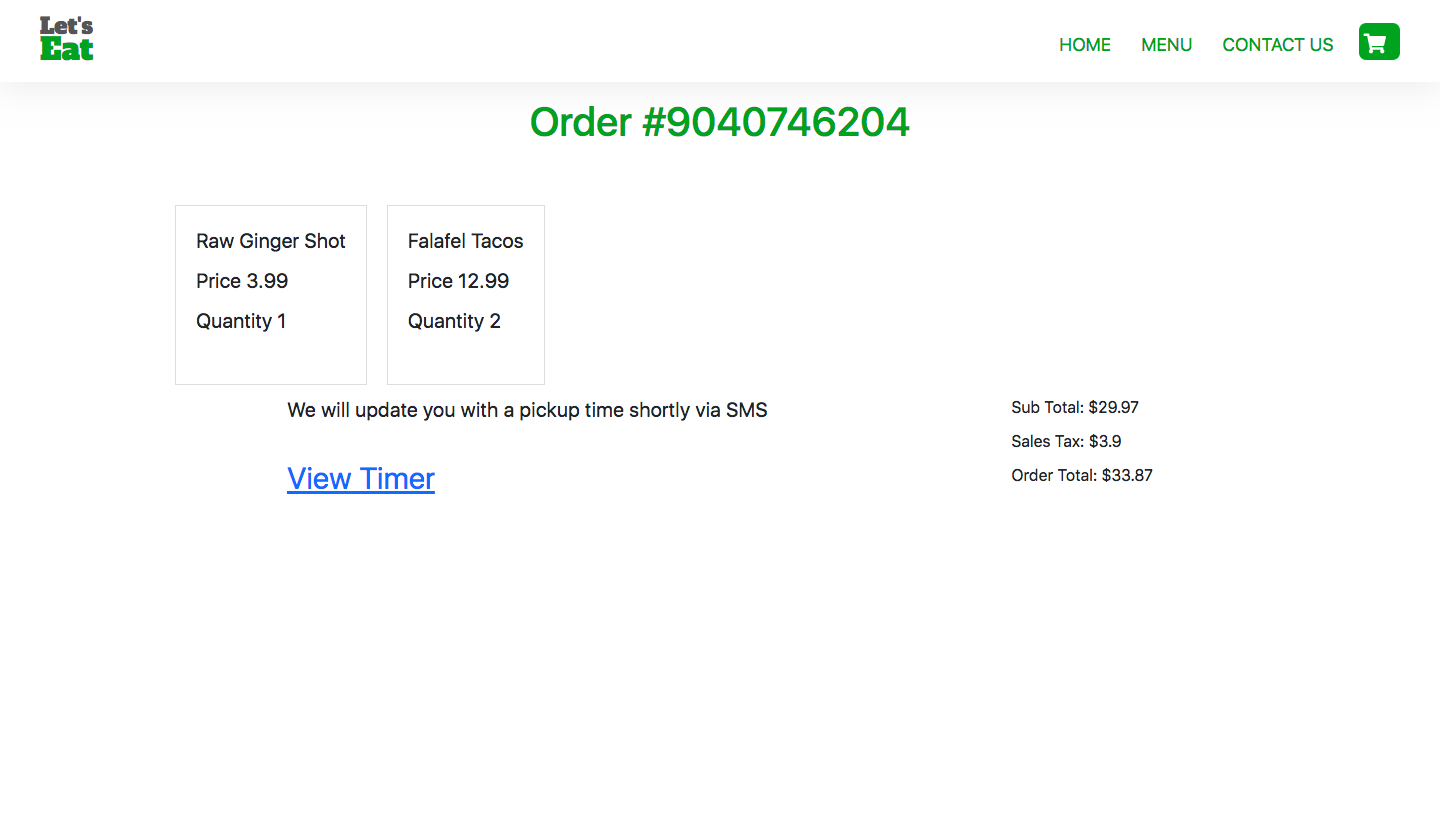 Let's
Eat
HOME
MENU
CONTACT US
Order #9040746204
Raw Ginger Shot
Price 3.99
Quantity 1
Falafel Tacos
Price 12.99
Quantity 2
We will update you with a pickup time shortly via SMS
View Timer
Sub Total: $29.97
Sales Tax: $3.9
Order Total: $33.87